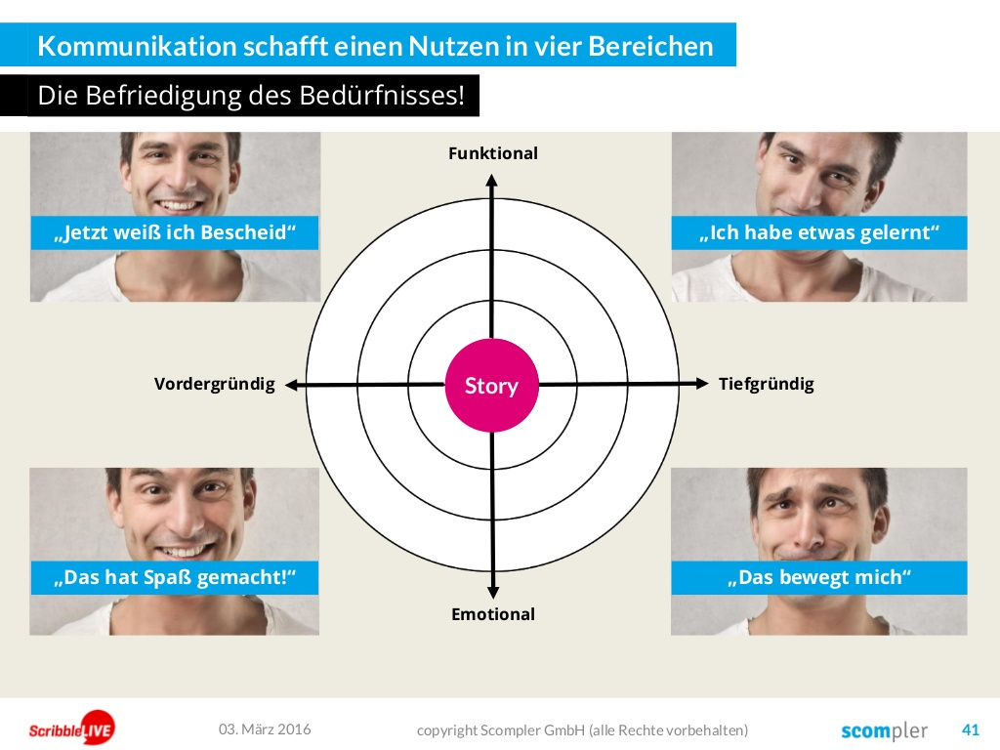 Kommunikation schafft einen Nutzen in vier Bereichen
Die Befriedigung des Bedürfnisses!
Funktional
„Jetzt weiß ich Bescheid“
„Ich habe etwas gelernt“
Vordergründig
Story
Tiefgründig
„Das hat Spaß gemacht!“
„Das bewegt mich“
Emotional
ScribbleLIVE
03. März 2016
copyright Scompler GmbH (alle Rechte vorbehalten)
scompler
41